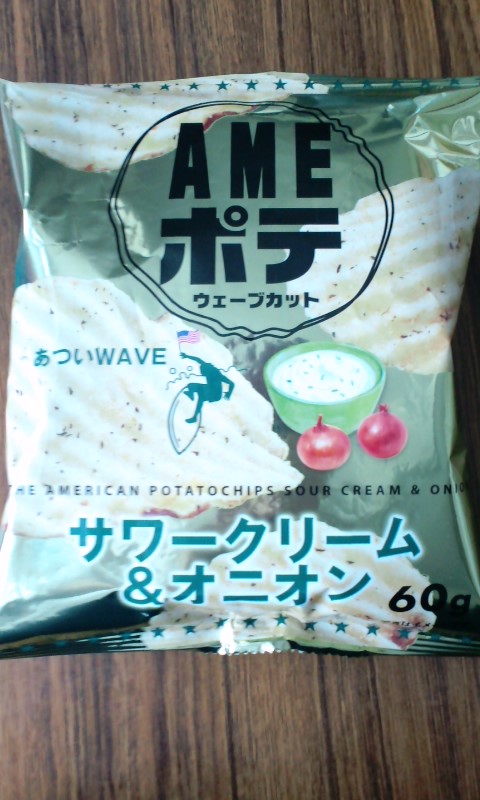 AME
ポテ
ウェーブカット
あついWAVE
THE AMERICAN POTATOCHIPS SOUR CREAM & ONION
サワークリーム
&オニオン
60g